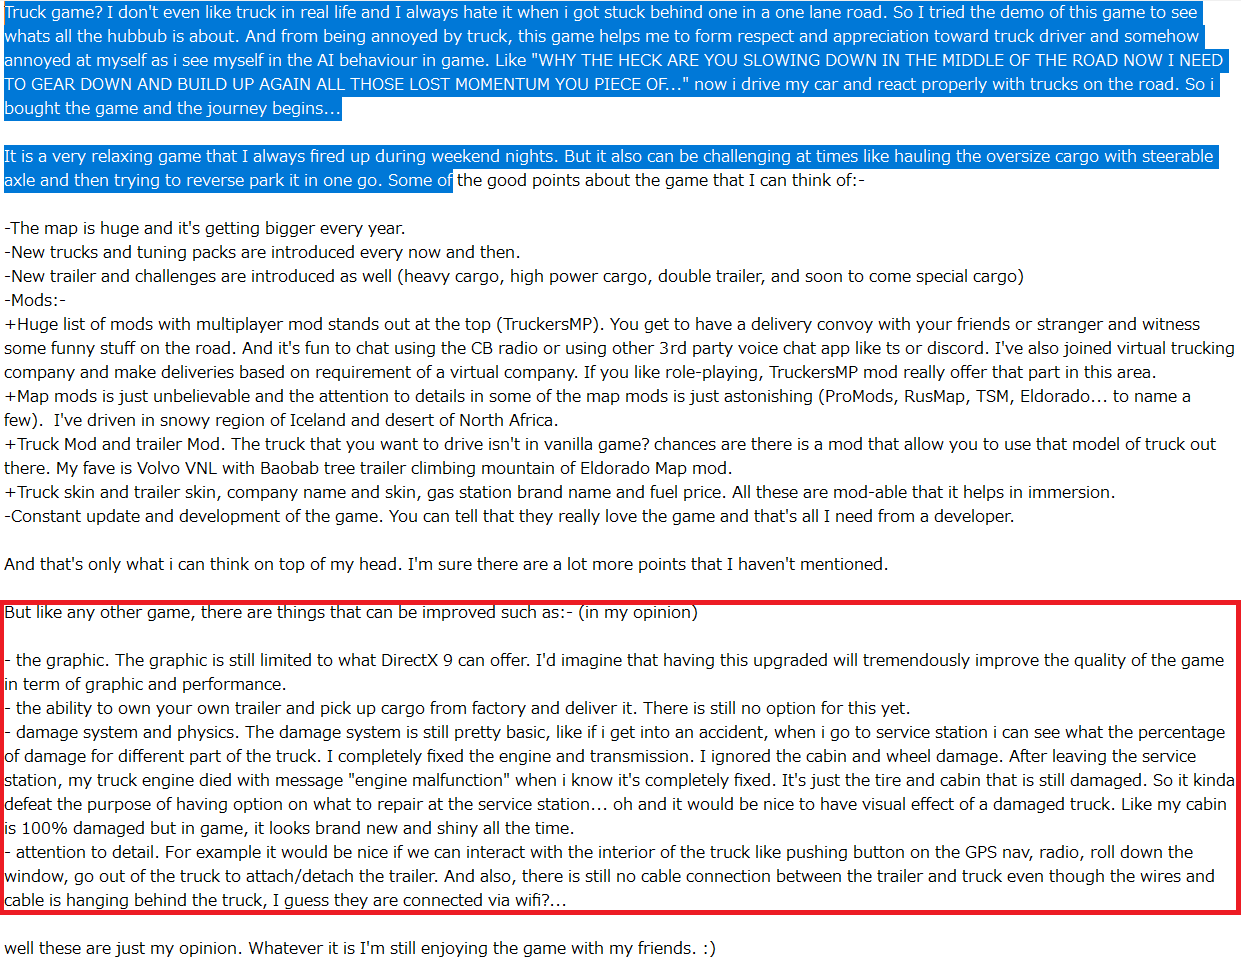 Truck game? I don't even like truck in real life and I always hate it when i got stuck behind one in a one lane road. So I tried the demo of this game to see
whats all the hubbub is about. And from being annoyed by truck, this game helps me to form respect and appreciation toward truck driver and somehow
annoyed at myself as i see myself in the AI behaviour in game. Like "WHY THE HECK ARE YOU SLOWING DOWN IN THE MIDDLE OF THE ROAD NOW I NEED
TO GEAR DOWN AND BUILD UP AGAIN ALL THOSE LOST MOMENTUM YOU PIECE OF..." now i drive my car and react properly with trucks on the road. So i
bought the game and the journey begins...
It is a very relaxing game that I always fired up during weekend nights. But it also can be challenging at times like hauling the oversize cargo with steerable
axle and then trying to reverse park it in one go. Some of the good points about the game that I can think of:-
-The map is huge and it's getting bigger every year.
-New trucks and tuning packs are introduced every now and then.
-New trailer and challenges are introduced as well (heavy cargo, high power cargo, double trailer, and soon to come special cargo)
-Mods:-
+Huge list of mods with multiplayer mod stands out at the top (TruckersMP). You get to have a delivery convoy with your friends or stranger and witness
some funny stuff on the road. And it's fun to chat using the CB radio or using other 3rd party voice chat app like ts or discord. I've also joined virtual trucking
company and make deliveries based on requirement of a virtual company. If you like role-playing, TruckersMP mod really offer that part in this area.
+Map mods is just unbelievable and the attention to details in some of the map mods is just astonishing (ProMods, RusMap, TSM, Eldorado... to name a
few).  I've driven in snowy region of Iceland and desert of North Africa.
+Truck Mod and trailer Mod. The truck that you want to drive isn't in vanilla game? chances are there is a mod that allow you to use that model of truck out
there. My fave is Volvo VNL with Baobab tree trailer climbing mountain of Eldorado Map mod.
+Truck skin and trailer skin, company name and skin, gas station brand name and fuel price. All these are mod-able that it helps in immersion.
-Constant update and development of the game. You can tell that they really love the game and that's all I need from a developer.
And that's only what i can think on top of my head. I'm sure there are a lot more points that I haven't mentioned.
But like any other game, there are things that can be improved such as:- (in my opinion)
- the graphic. The graphic is still limited to what DirectX 9 can offer. I'd imagine that having this upgraded will tremendously improve the quality of the game
in term of graphic and performance.
- the ability to own your own trailer and pick up cargo from factory and deliver it. There is still no option for this yet.
- damage system and physics. The damage system is still pretty basic, like if i get into an accident, when i go to service station i can see what the percentage
of damage for different part of the truck. I completely fixed the engine and transmission. I ignored the cabin and wheel damage. After leaving the service
station, my truck engine died with message "engine malfunction" when i know it's completely fixed. It's just the tire and cabin that is still damaged. So it kinda
defeat the purpose of having option on what to repair at the service station... oh and it would be nice to have visual effect of a damaged truck. Like my cabin
is 100% damaged but in game, it looks brand new and shiny all the time.
- attention to detail. For example it would be nice if we can interact with the interior of the truck like pushing button on the GPS nav, radio, roll down the
window, go out of the truck to attach/detach the trailer. And also, there is still no cable connection between the trailer and truck even though the wires and
cable is hanging behind the truck, I guess they are connected via wifi?...
well these are just my opinion. Whatever it is I'm still enjoying the game with my friends. :)